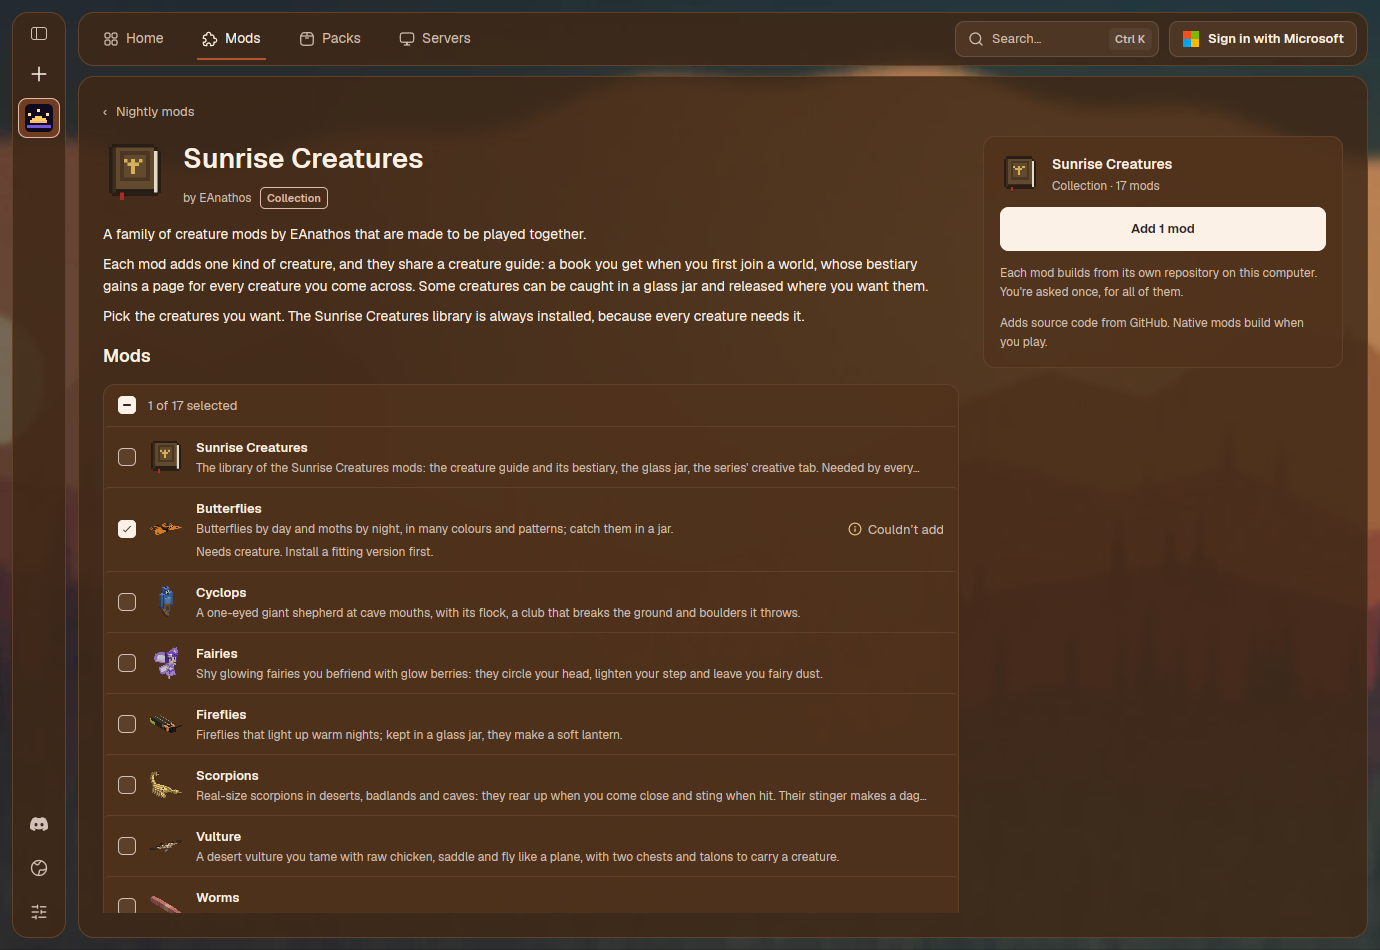 Home
Mods
Packs
Servers
Search...
Ctrl K
Sign in with Microsoft
‹ Nightly mods
Sunrise Creatures
by EAnathos
Collection
A family of creature mods by EAnathos that are made to be played together.
Each mod adds one kind of creature, and they share a creature guide: a book you get when you first join a world, whose bestiary
gains a page for every creature you come across. Some creatures can be caught in a glass jar and released where you want them.
Pick the creatures you want. The Sunrise Creatures library is always installed, because every creature needs it.
Mods
1 of 17 selected
Sunrise Creatures
The library of the Sunrise Creatures mods: the creature guide and its bestiary, the glass jar, the series' creative tab. Needed by every...
Butterflies
Butterflies by day and moths by night, in many colours and patterns; catch them in a jar.
Needs creature. Install a fitting version first.
Couldn't add
Cyclops
A one-eyed giant shepherd at cave mouths, with its flock, a club that breaks the ground and boulders it throws.
Fairies
Shy glowing fairies you befriend with glow berries: they circle your head, lighten your step and leave you fairy dust.
Fireflies
Fireflies that light up warm nights; kept in a glass jar, they make a soft lantern.
Scorpions
Real-size scorpions in deserts, badlands and caves: they rear up when you come close and sting when hit. Their stinger makes a dag...
Vulture
A desert vulture you tame with raw chicken, saddle and fly like a plane, with two chests and talons to carry a creature.
Worms
Sunrise Creatures
Collection · 17 mods
Add 1 mod
Each mod builds from its own repository on this computer.
You're asked once, for all of them.
Adds source code from GitHub. Native mods build when
you play.